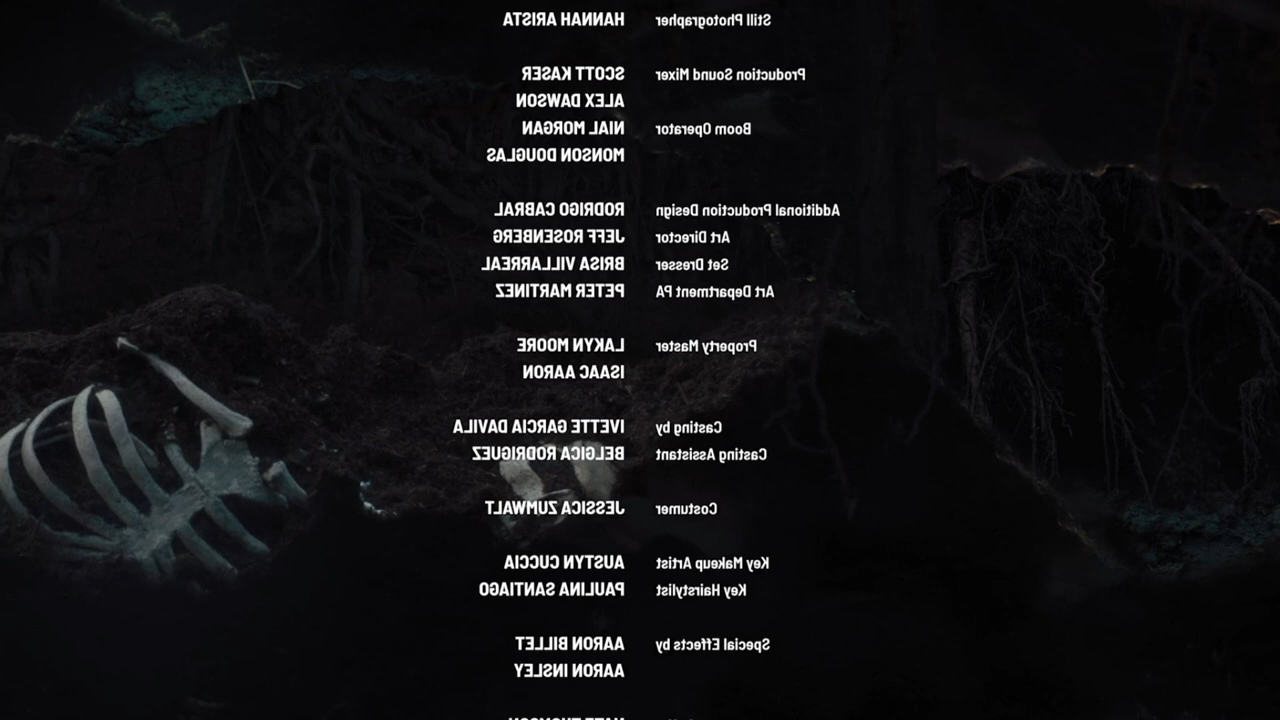 Still Photographer HANNAH ARISTA
Production Sound Mixer SCOTT KASER
ALEX DAWSON
Boom Operator NIAL MORGAN
MONSON DOUGLAS
Additional Production Design RODRIGO CABRAL
Art Director JEFF ROSENBERG
Set Dresser BRISA VILLARREAL
Art Department PA PETER MARTINEZ
Property Master LAKYN MOORE
ISAAC AARON
Casting by IVETTE GARCIA DAVILA
Casting Assistant BELGICA RODRIGUEZ
Costumer JESSICA ZUMWALT
Key Makeup Artist AUSTYN CUCCIA
Key Hairstylist PAULINA SANTIAGO
Special Effects by AARON BILLET
AARON INSLEY